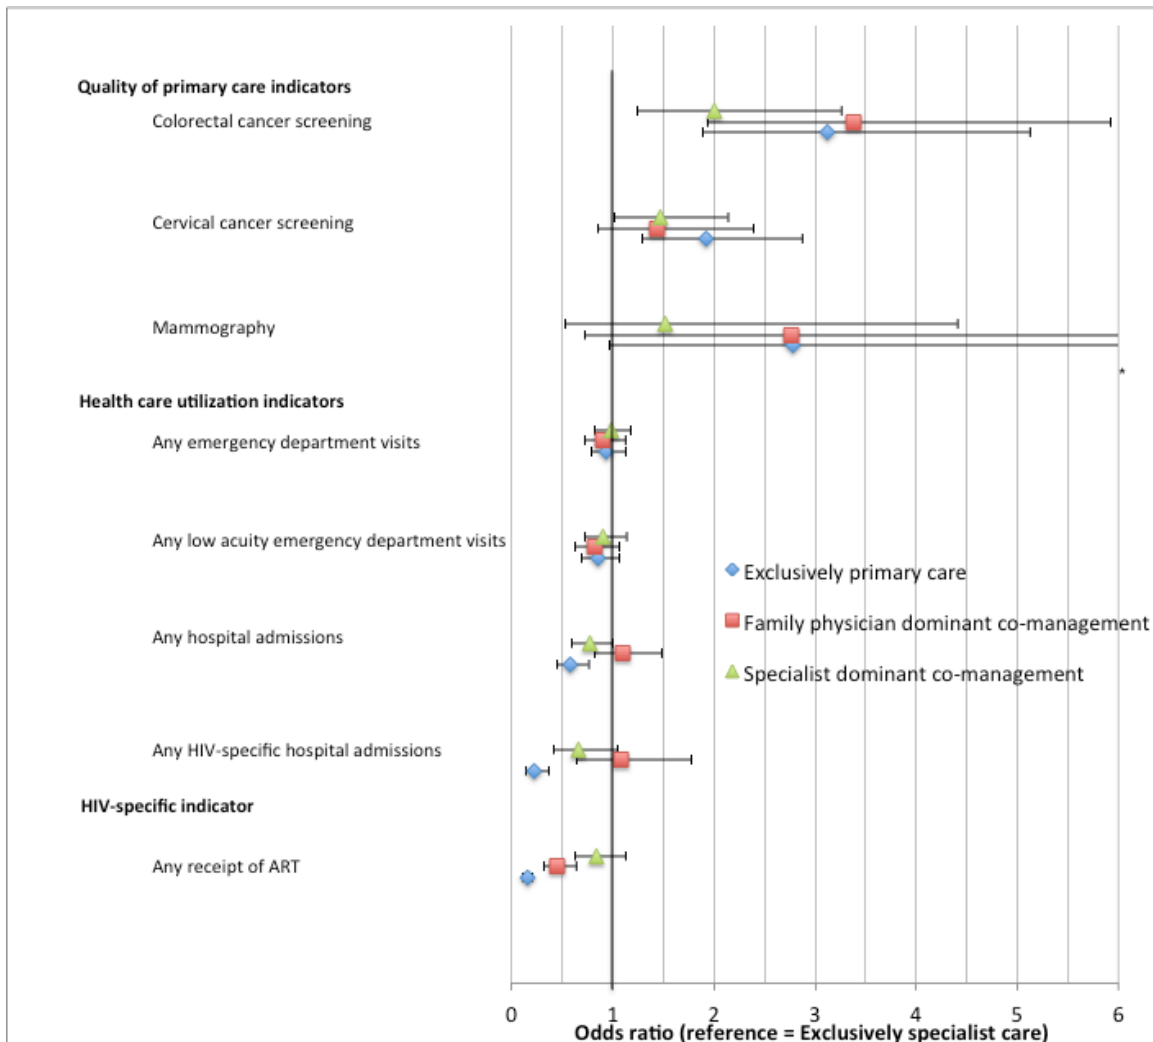 Quality of primary care indicators
Colorectal cancer screening
Cervical cancer screening
Mammography
*
Health care utilization indicators
Any emergency department visits
Any low acuity emergency department visits
Exclusively primary care
Family physician dominant co-management
Any hospital admissions
Specialist dominant co-management
Any HIV-specific hospital admissions
HIV-specific indicator
Any receipt of ART
0 1 2 3 4 5 6
Odds ratio (reference = Exclusively specialist care)